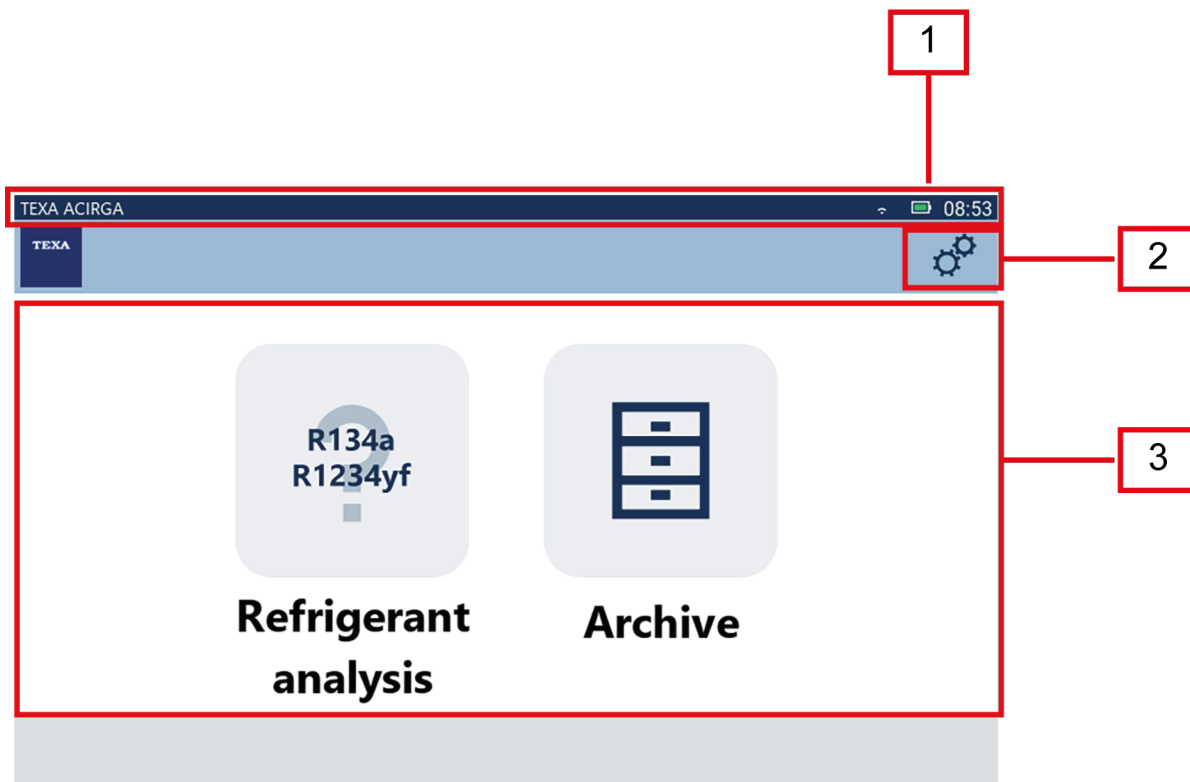 1
TEXA ACIRGA 08:53
TEXA
2
R134a
R1234yf
3
Refrigerant
analysis
Archive